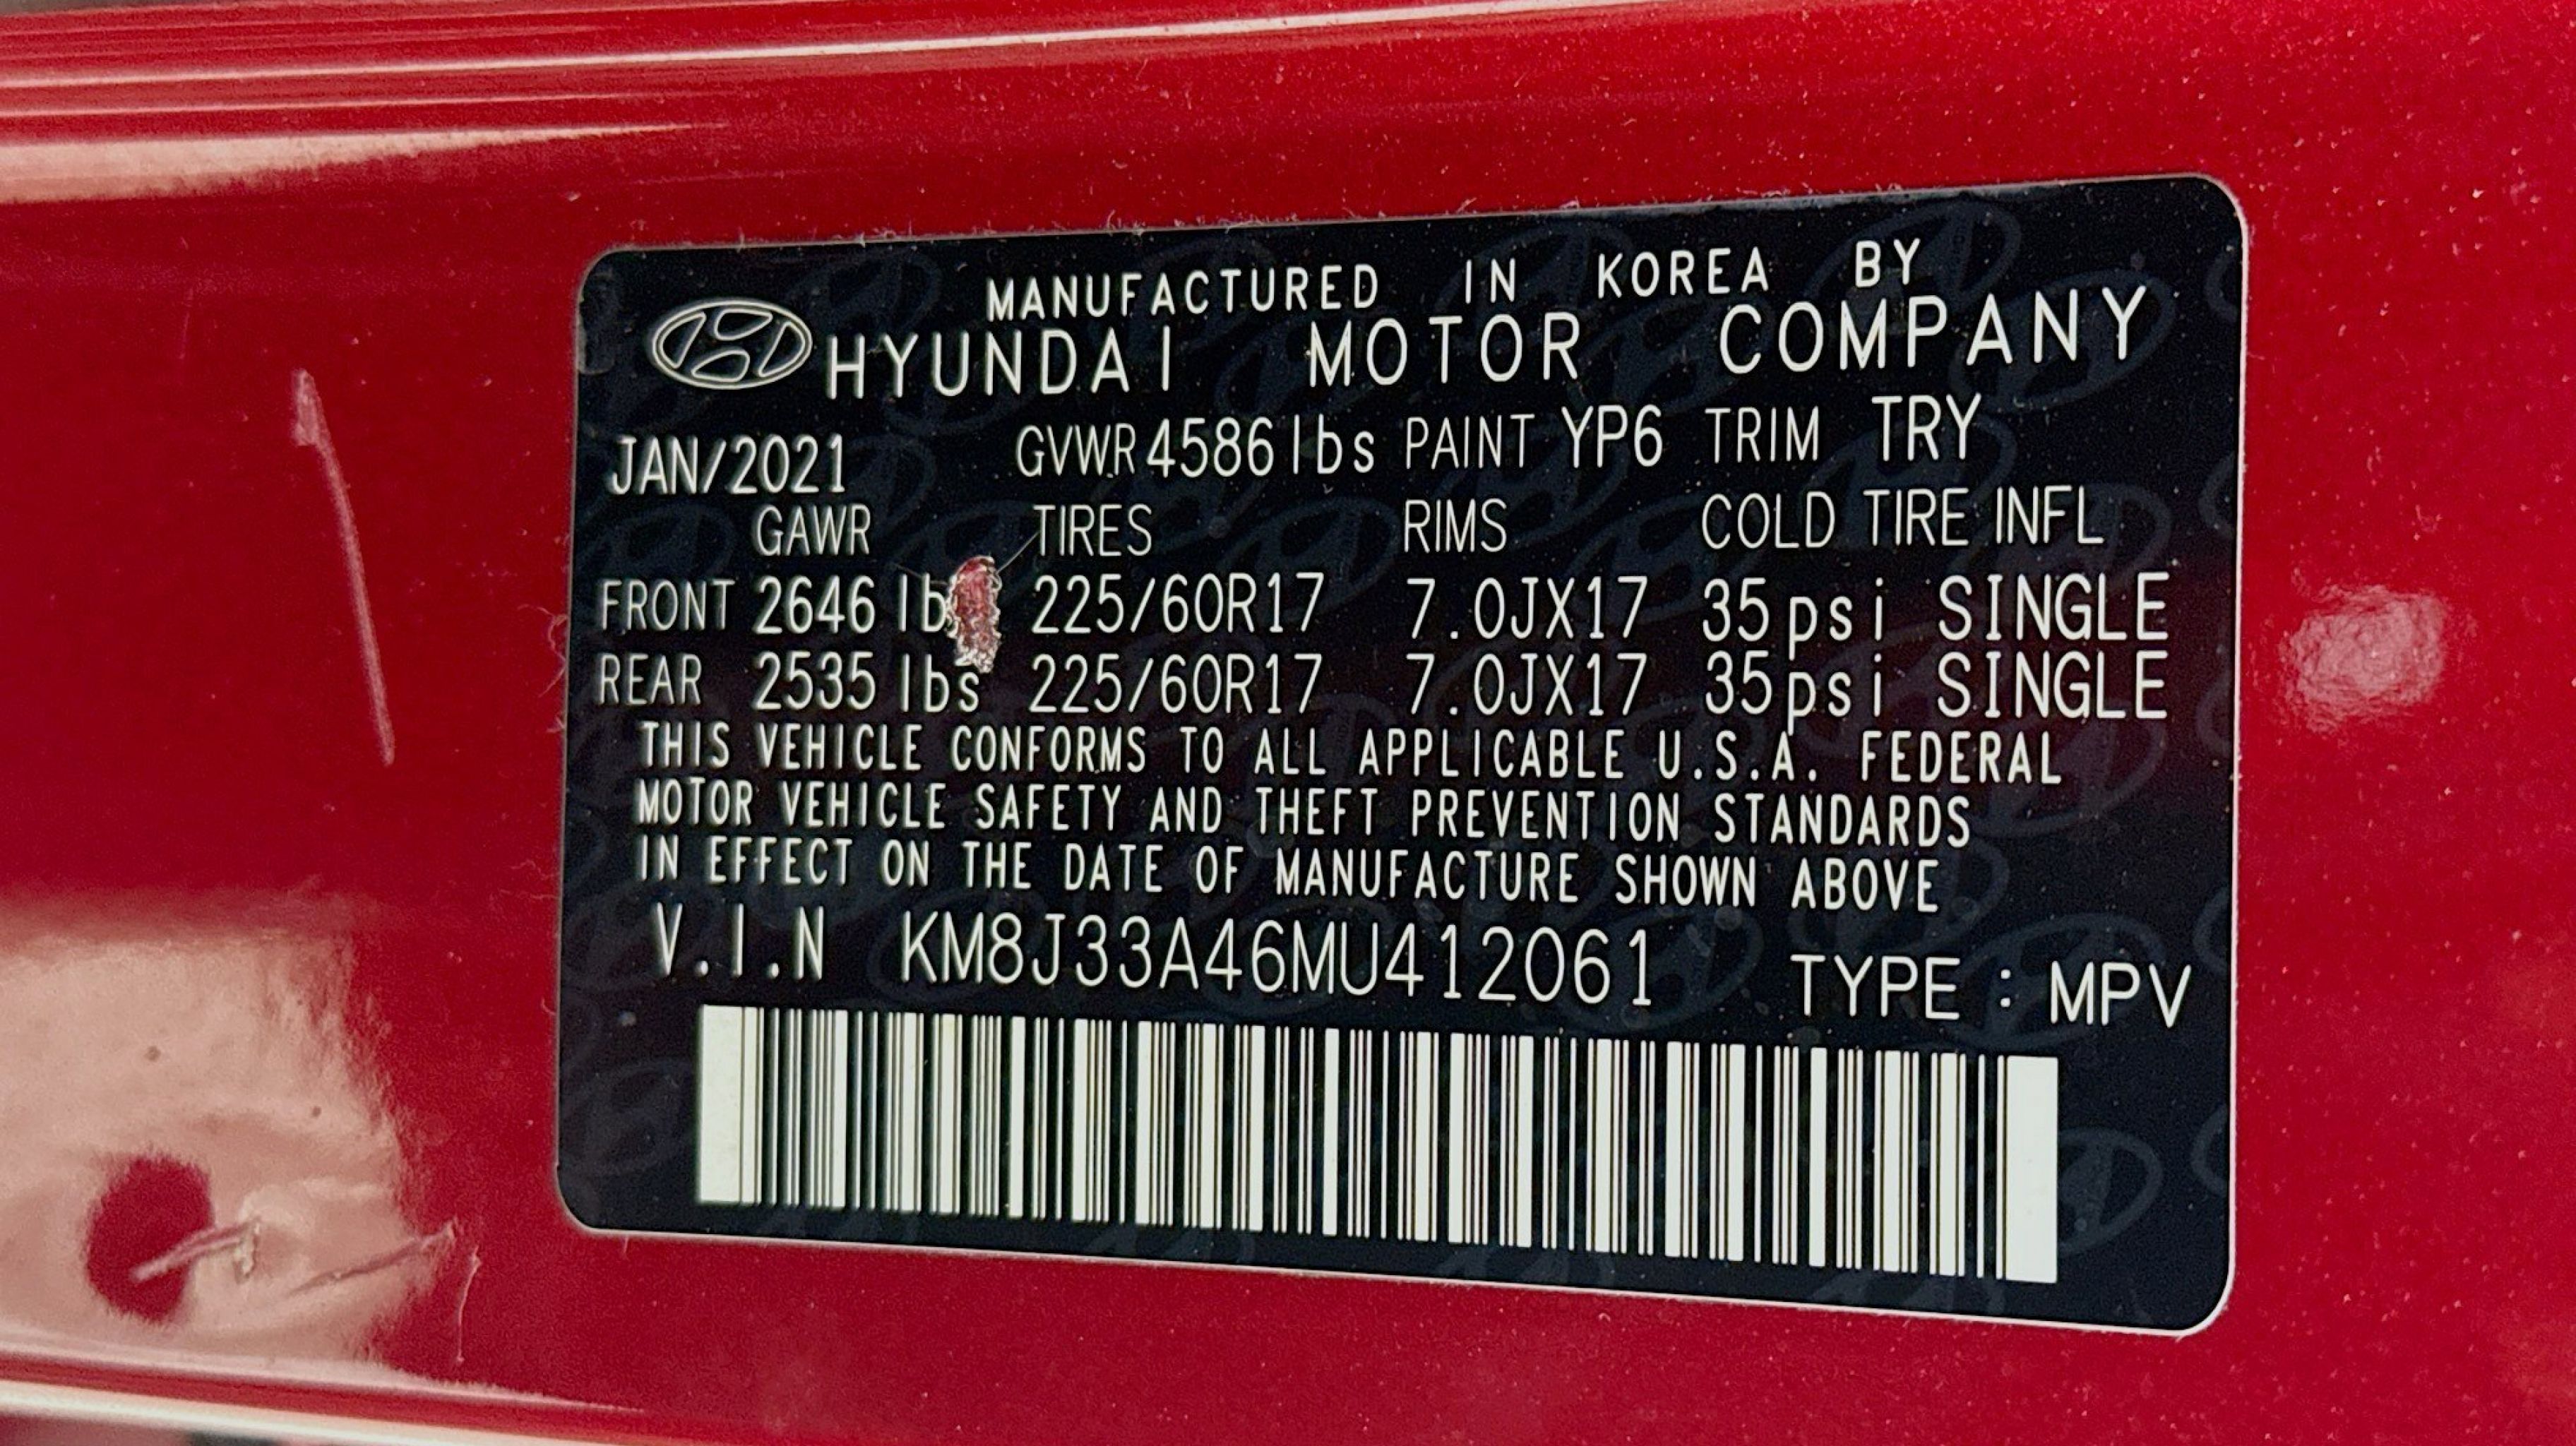 MANUFACTURED IN KOREA BY
HYUNDAI MOTOR COMPANY
JAN/2021 GVWR 4586 lbs PAINT YP6 TRIM TRY
GAWR TIRES RIMS COLD TIRE INFL
FRONT 2646 lb 225/60R17 7.0JX17 35psi SINGLE
REAR 2535 lbs 225/60R17 7.0JX17 35psi SINGLE
THIS VEHICLE CONFORMS TO ALL APPLICABLE U.S.A. FEDERAL
MOTOR VEHICLE SAFETY AND THEFT PREVENTION STANDARDS
IN EFFECT ON THE DATE OF MANUFACTURE SHOWN ABOVE
V.I.N KM8J33A46MU412061 TYPE : MPV